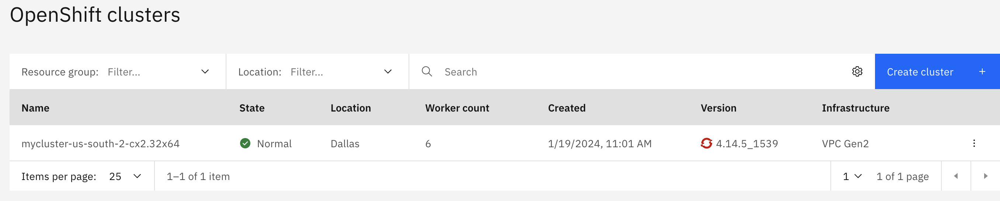 OpenShift clusters
Resource group: Filter... Location: Filter... Search Create cluster +
Name State Location Worker count Created Version Infrastructure
mycluster-us-south-2-cx2.32x64 Normal Dallas 6 1/19/2024, 11:01 AM 4.14.5_1539 VPC Gen2
Items per page: 25 1–1 of 1 item 1 1 of 1 page